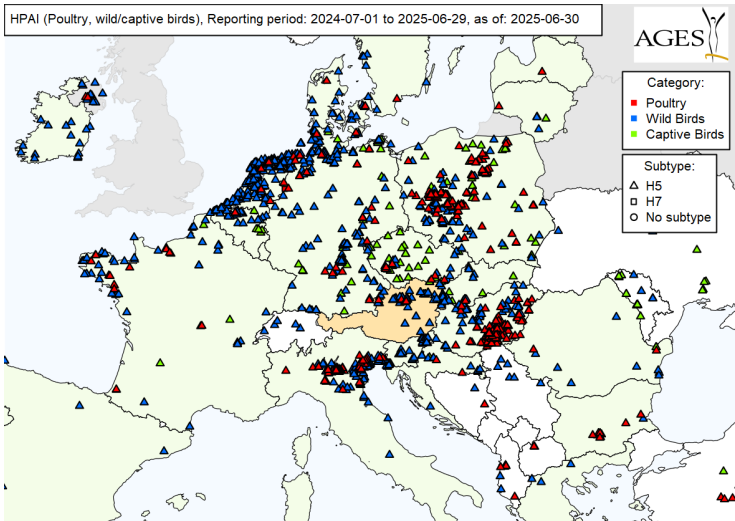 HPAI (Poultry, wild/captive birds), Reporting period: 2024-07-01 to 2025-06-29, as of: 2025-06-30
AGES
Category:
Poultry
Wild Birds
Captive Birds
Subtype:
H5
H7
No subtype